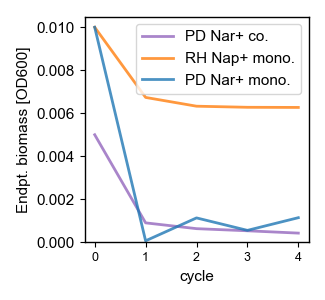 Endpt. biomass [OD600]
0.010
0.008
0.006
0.004
0.002
0.000
PD Nar+ co.
RH Nap+ mono.
PD Nar+ mono.
0 1 2 3 4
cycle